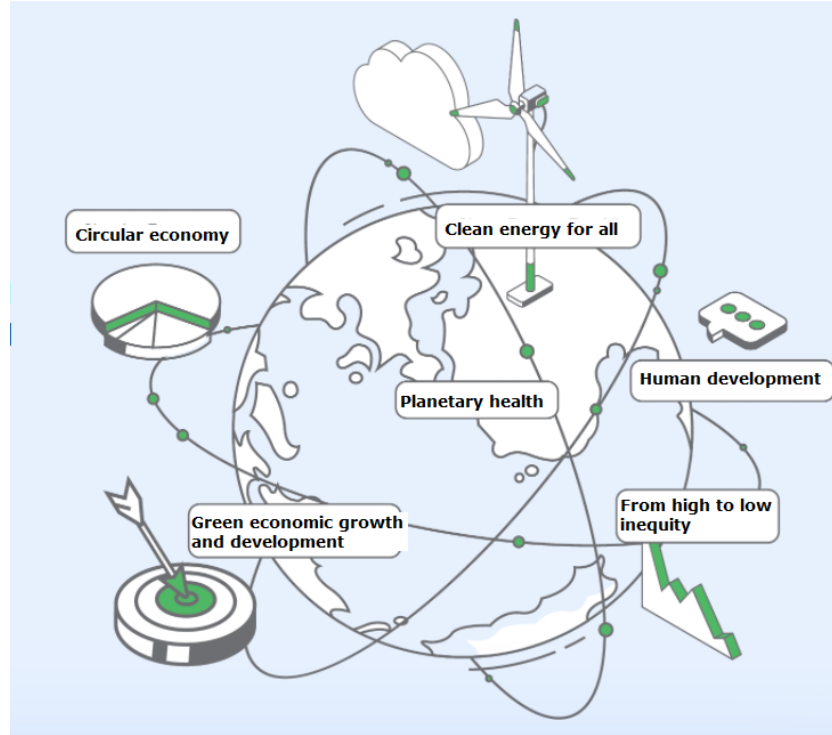 Circular economy
Clean energy for all
Planetary health
Human development
Green economic growth
and development
From high to low
inequity